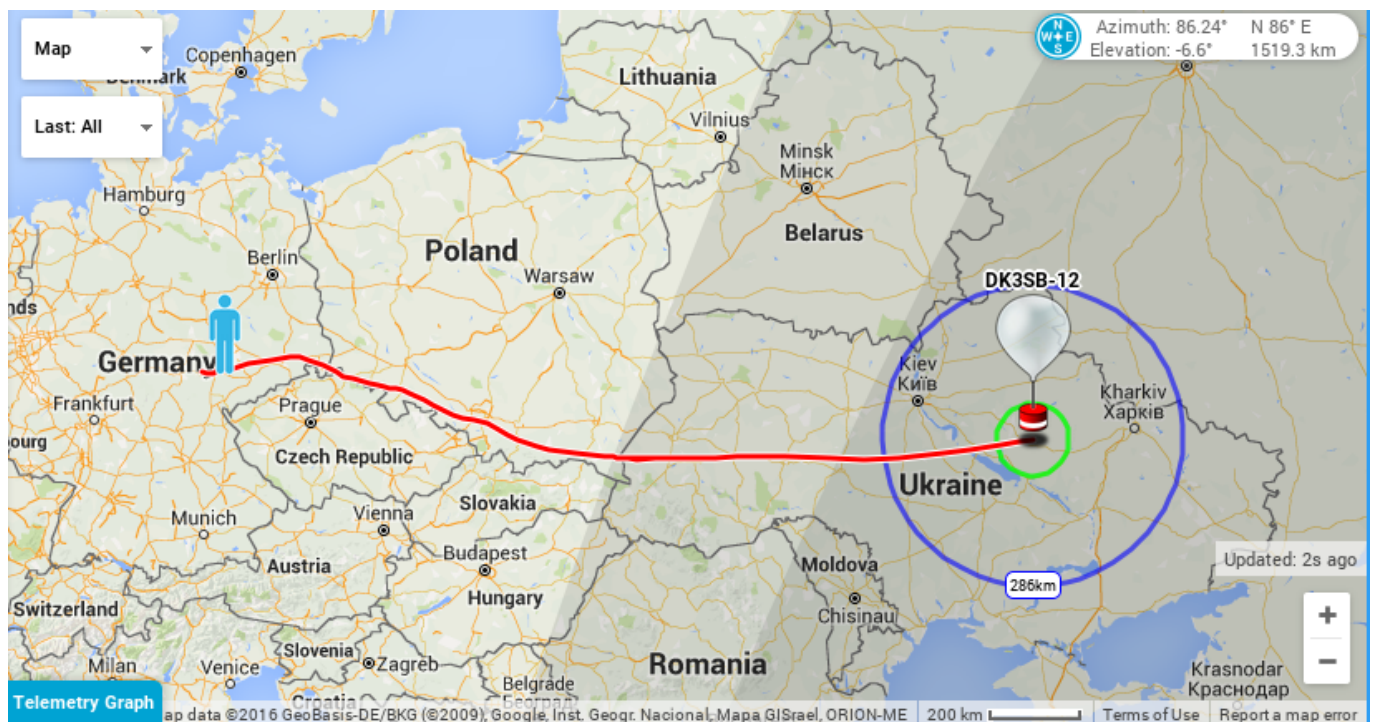 Map
Copenhagen
Denmark
Last: All
Azimuth: 86.24° N 86° E
Elevation: -6.6° 1519.3 km
N
W E
S
Lithuania
Vilnius
Minsk
Мінск
Hamburg
Belarus
Berlin
Poland
Warsaw
DK3SB-12
nds
Germany
Kiev
Київ
Kharkiv
Харків
Frankfurt
Prague
bourg
Czech Republic
Ukraine
Slovakia
Munich
Vienna
Budapest
Austria
Moldova
Updated: 2s ago
286km
Hungary
Switzerland
Chisinau
+
Slovenia
Zagreb
Milan
Venice
Romania
−
Krasnodar
Краснодар
Belgrade
Београд
Croatia
Telemetry Graph
ap data ©2016 GeoBasis-DE/BKG (©2009), Google, Inst. Geogr. Nacional, Mapa GISrael, ORION-ME 200 km Terms of Use Report a map error